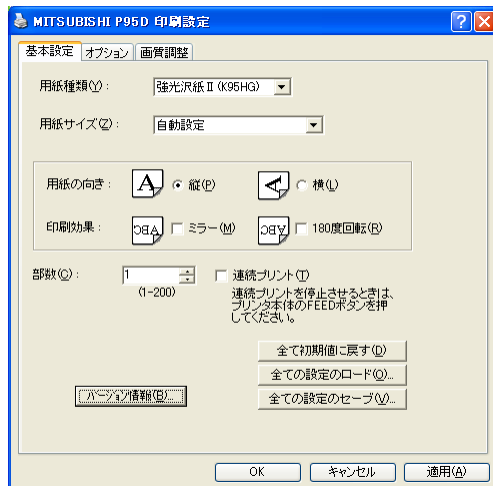 MITSUBISHI P95D 印刷設定
基本設定 オプション 画質調整
用紙種類(Y): 強光沢紙Ⅱ(K95HG)
用紙サイズ(Z): 自動設定
用紙の向き: A 縦(P) A 横(L)
印刷効果: ABC ミラー(M) ABC 180度回転(R)
部数(C): 1 連続プリント(T)
(1-200) 連続プリントを停止させるときは、
プリンタ本体のFEEDボタンを押
してください。
全て初期値に戻す(D)
全ての設定のロード(O)...
バージョン情報(B)... 全ての設定のセーブ(V)...
OK キャンセル 適用(A)